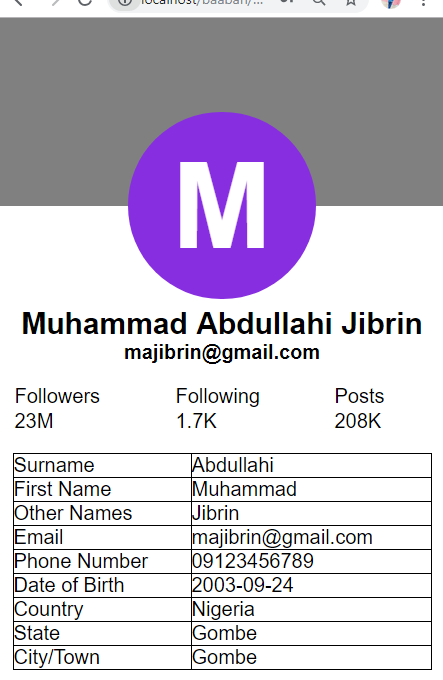 localhost/baaban/...
M
Muhammad Abdullahi Jibrin
majibrin@gmail.com
Followers Following Posts
23M 1.7K 208K
Surname Abdullahi
First Name Muhammad
Other Names Jibrin
Email majibrin@gmail.com
Phone Number 09123456789
Date of Birth 2003-09-24
Country Nigeria
State Gombe
City/Town Gombe